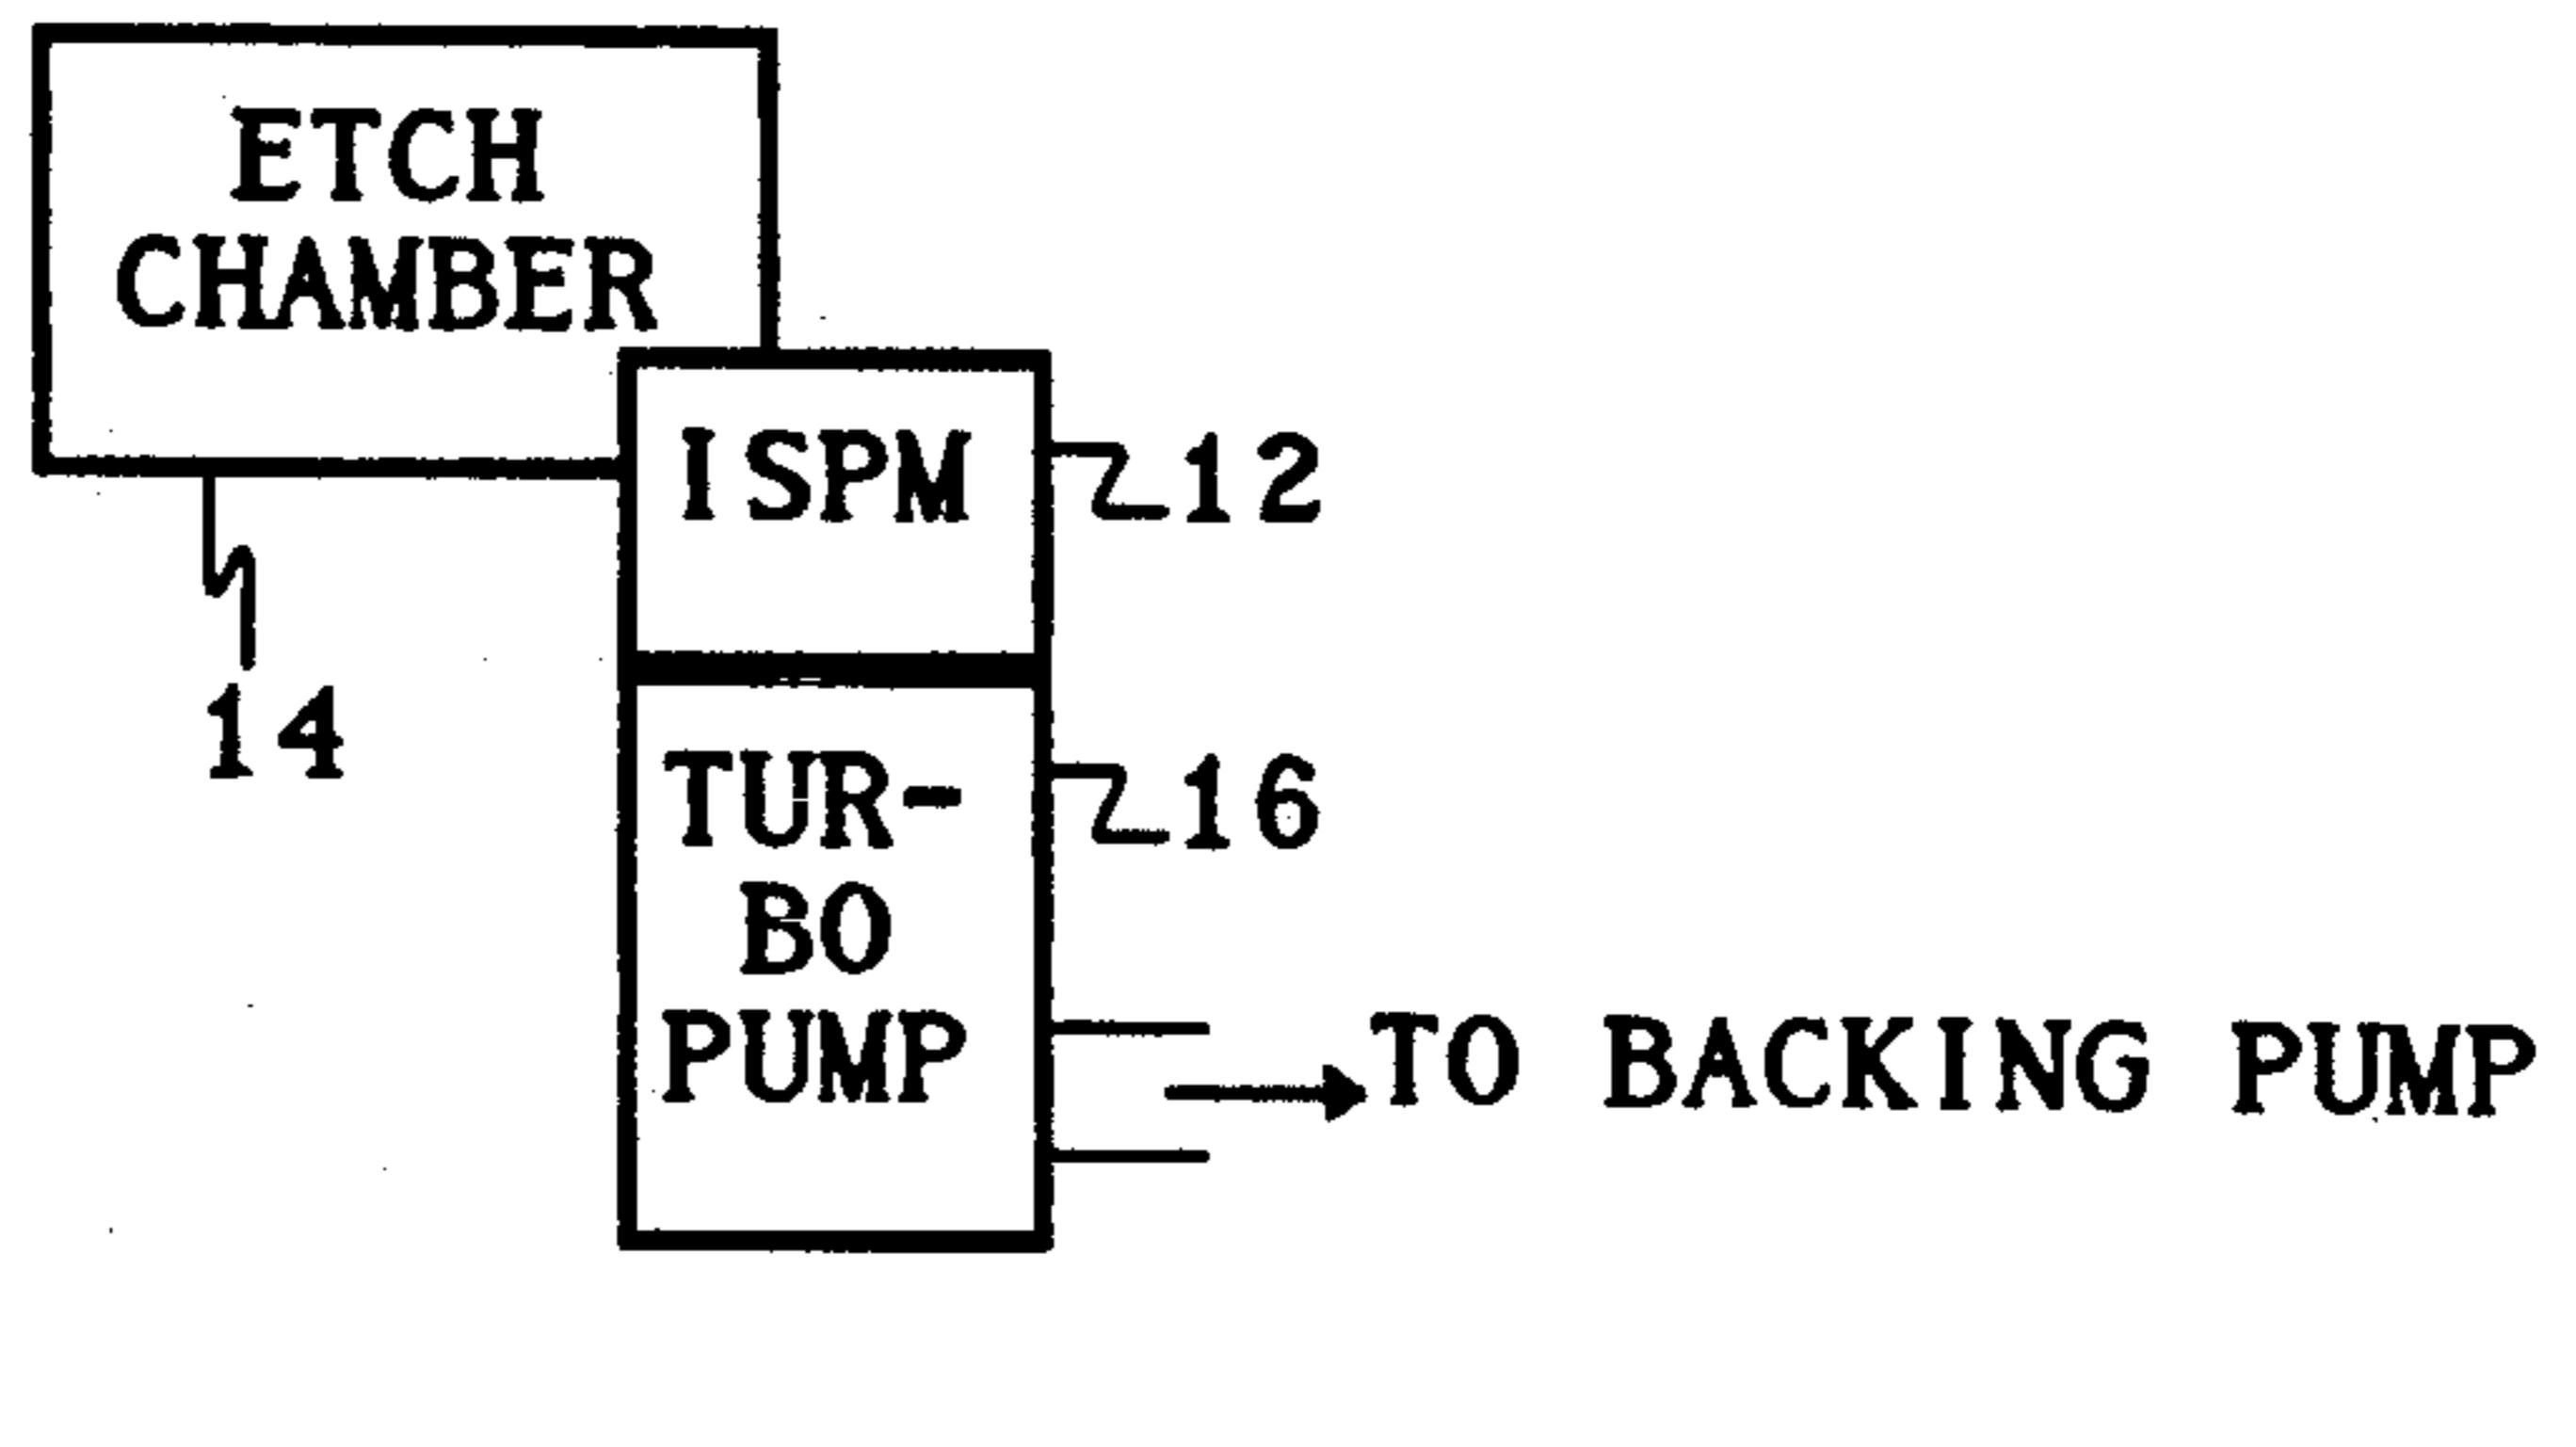 ETCH
CHAMBER
ISPM
12
14
TUR-
BO
PUMP
16
TO BACKING PUMP